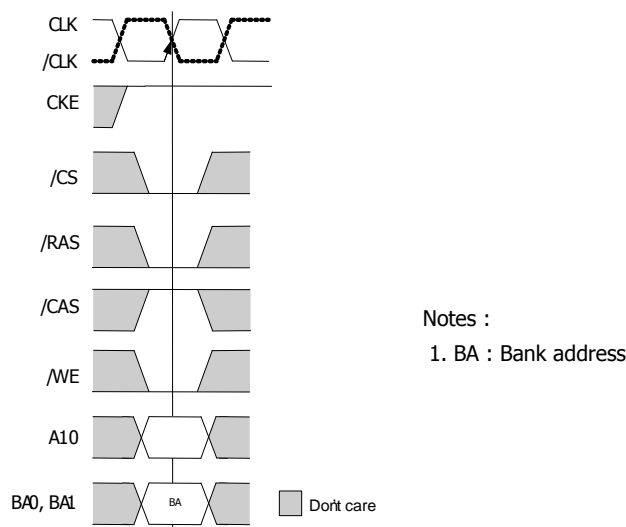 CLK
/CLK
CKE
/CS
/RAS
/CAS
/WE
A10
BA0, BA1
BA
Don't care
Notes :
1. BA : Bank address